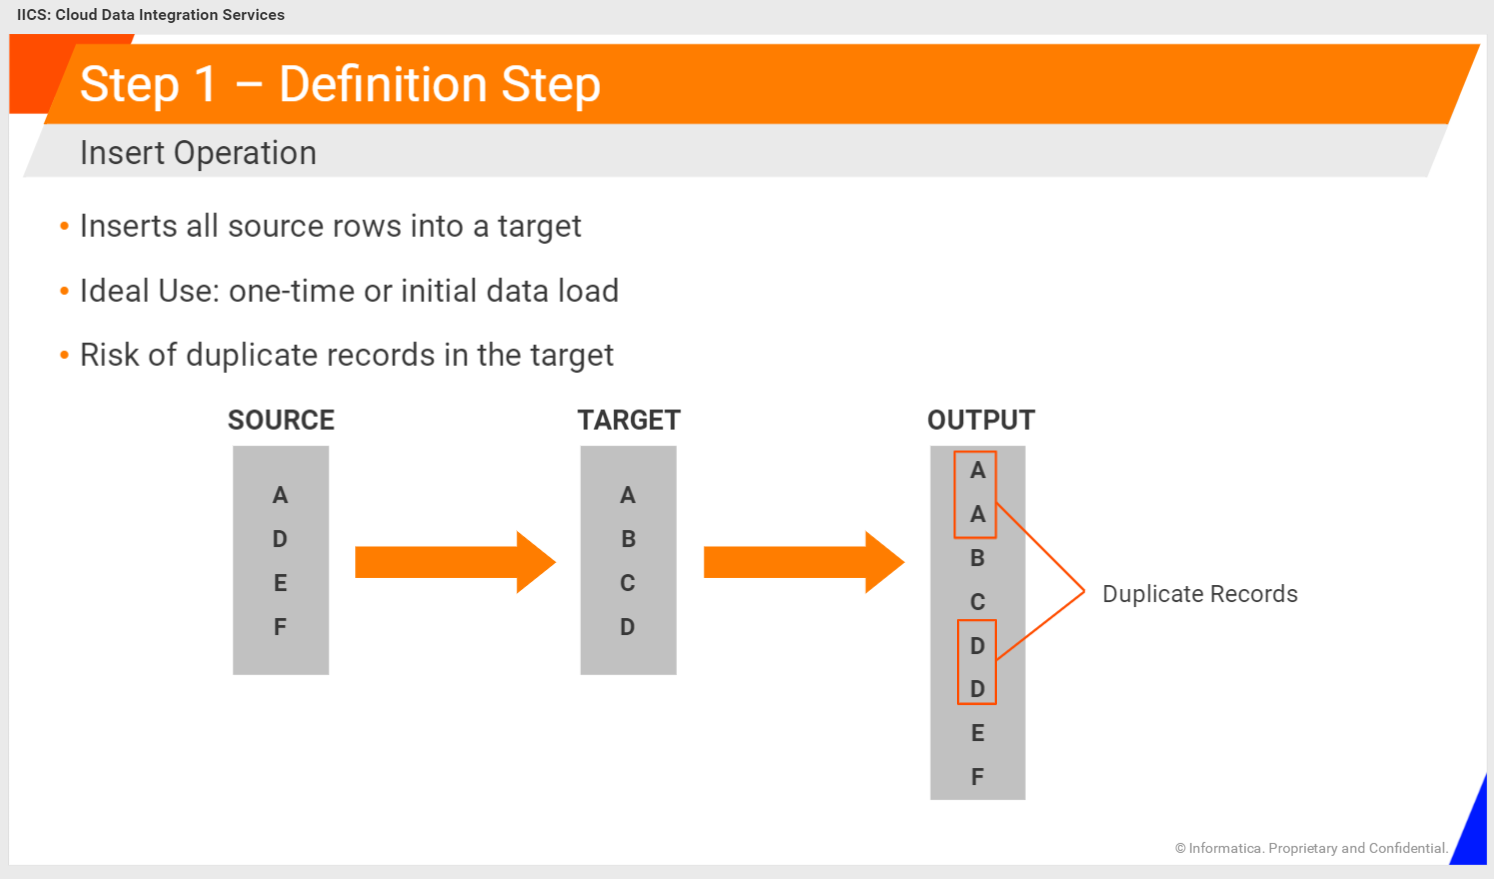 IICS: Cloud Data Integration Services
Step 1 – Definition Step
Insert Operation
• Inserts all source rows into a target
• Ideal Use: one-time or initial data load
• Risk of duplicate records in the target
SOURCE
A
D
E
F
TARGET
A
B
C
D
OUTPUT
A
A
B
C
D
D
E
F
Duplicate Records
© Informatica. Proprietary and Confidential.